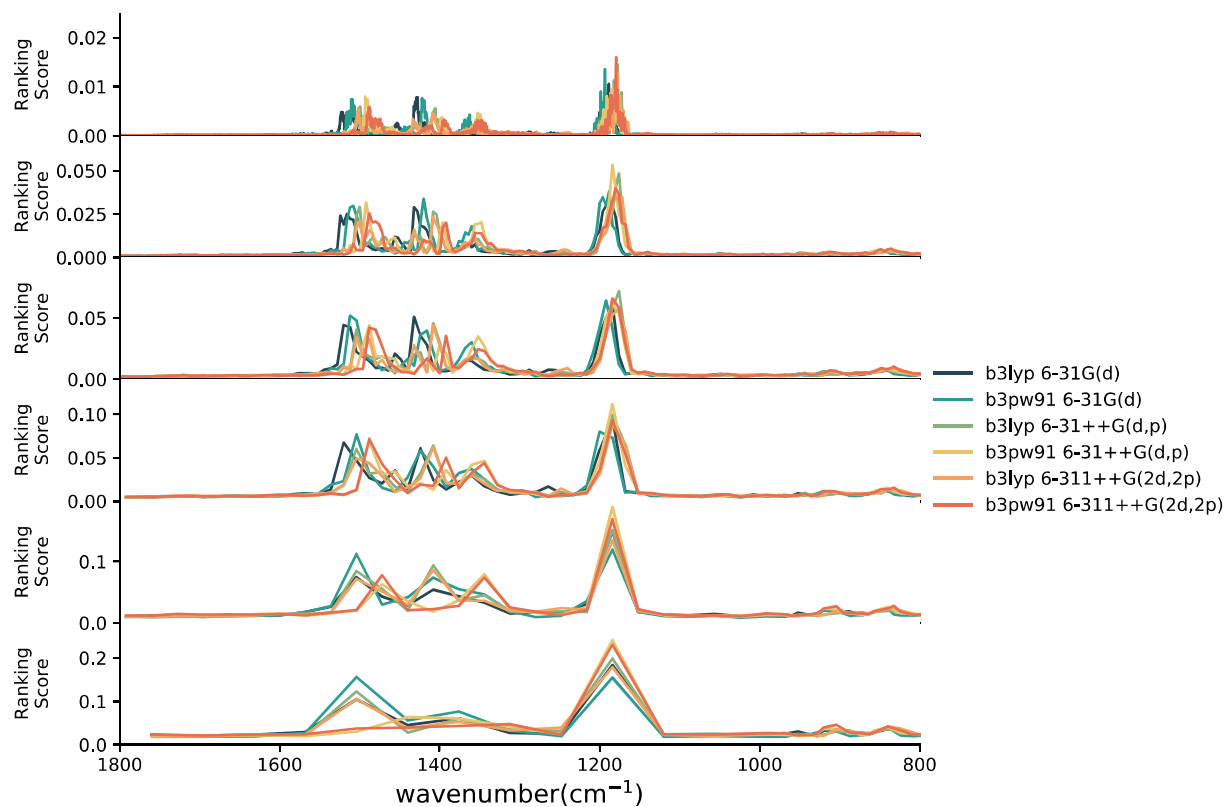 Ranking
Score
0.02
0.01
0.00
Ranking
Score
0.050
0.025
0.000
Ranking
Score
0.05
0.00
Ranking
Score
0.10
0.05
0.00
Ranking
Score
0.1
0.0
Ranking
Score
0.2
0.1
0.0
1800
1600
1400
1200
1000
800
wavenumber(cm⁻¹)
b3lyp 6-31G(d)
b3pw91 6-31G(d)
b3lyp 6-31++G(d,p)
b3pw91 6-31++G(d,p)
b3lyp 6-311++G(2d,2p)
b3pw91 6-311++G(2d,2p)